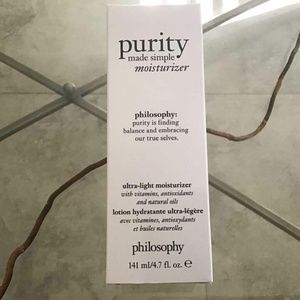 purity
made simple
moisturizer
philosophy:
purity is finding
balance and embracing
our true selves.
ultra-light moisturizer
with vitamins, antioxidants
and natural oils
lotion hydratante ultra-légère
avec vitamines, antioxydants
et huiles naturelles
philosophy
141 ml/4.7 fl. oz. ℮